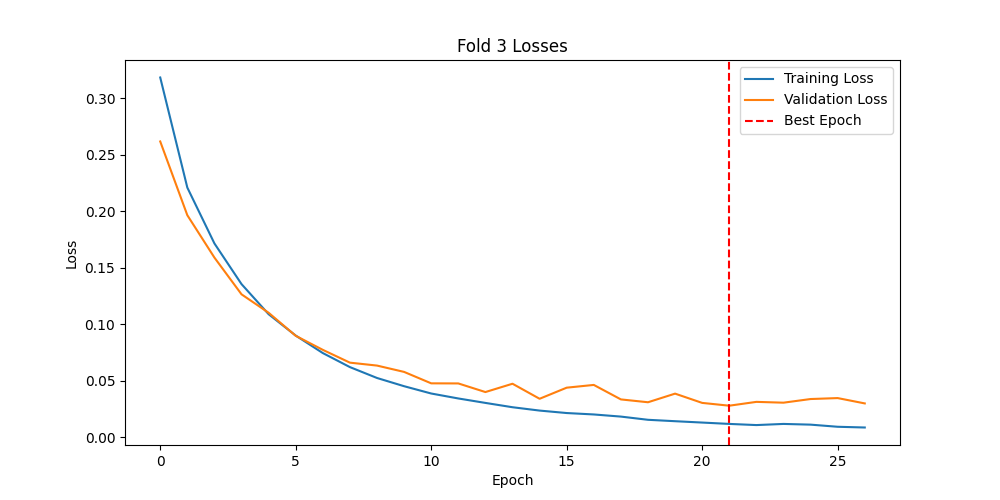 Fold 3 Losses
Training Loss
Validation Loss
Best Epoch
Loss
0.30
0.25
0.20
0.15
0.10
0.05
0.00
0 5 10 15 20 25
Epoch